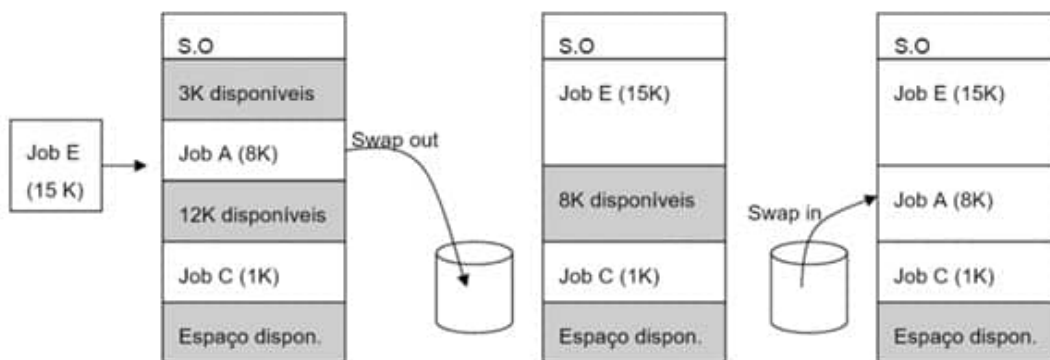 Job E
(15 K)
S.O
3K disponíveis
Job A (8K)
12K disponíveis
Job C (1K)
Espaço dispon.
Swap out
S.O
Job E (15K)
8K disponíveis
Job C (1K)
Espaço dispon.
Swap in
S.O
Job E (15K)
Job A (8K)
Job C (1K)
Espaço dispon.